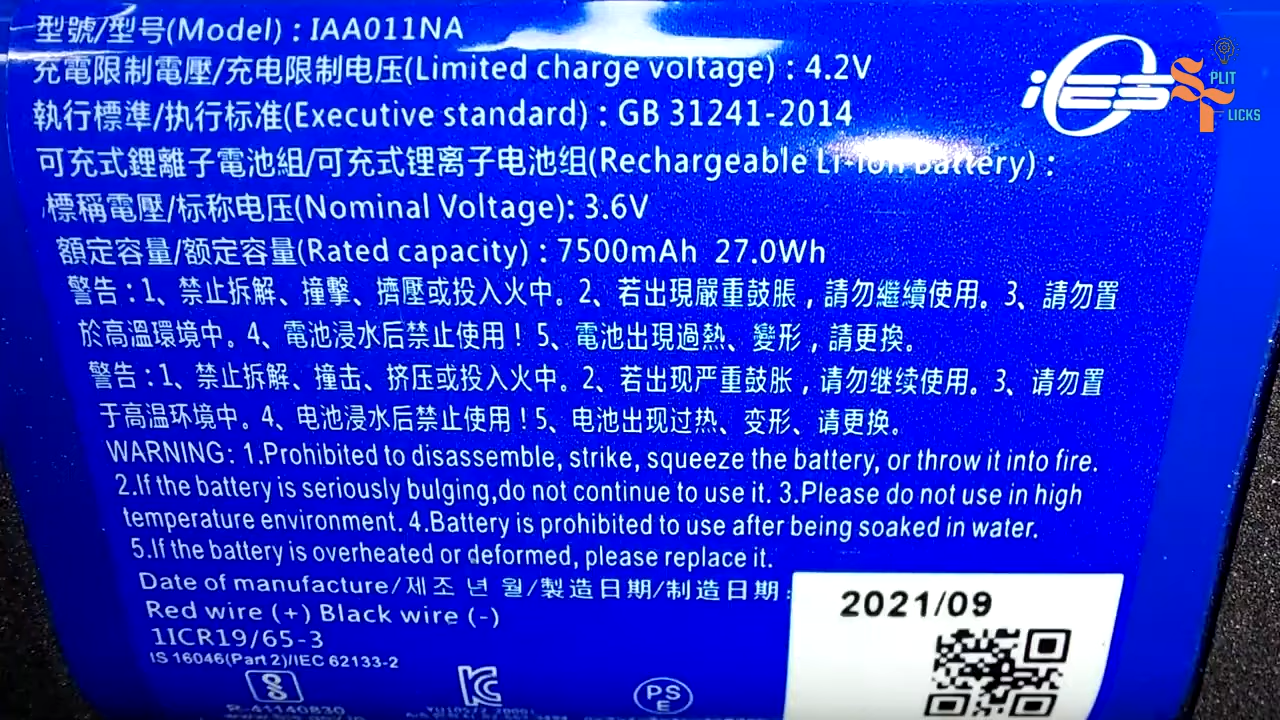 型號/型号(Model) : IAA011NA
充電限制電壓/充电限制电压(Limited charge voltage) : 4.2V
執行標準/执行标准(Executive standard) : GB 31241-2014
可充式鋰離子電池組/可充式锂离子电池组(Rechargeable Li-Ion Battery) :
標稱電壓/标称电压(Nominal Voltage): 3.6V
額定容量/额定容量(Rated capacity) : 7500mAh 27.0Wh
警告 : 1、禁止拆解、撞擊、擠壓或投入火中。2、若出現嚴重鼓脹，請勿繼續使用。3、請勿置
於高溫環境中。4、電池浸水后禁止使用！5、電池出現過熱、變形，請更換。
警告 : 1、禁止拆解、撞击、挤压或投入火中。2、若出现严重鼓胀，请勿继续使用。3、请勿置
于高温环境中。4、电池浸水后禁止使用！5、电池出现过热、变形、请更换。
WARNING: 1.Prohibited to disassemble, strike, squeeze the battery, or throw it into fire.
2.If the battery is seriously bulging,do not continue to use it. 3.Please do not use in high
temperature environment. 4.Battery is prohibited to use after being soaked in water.
5.If the battery is overheated or deformed, please replace it.
Date of manufacture/제조 년 월/製造日期/制造日期 :
2021/09
Red wire (+) Black wire (-)
1ICR19/65-3
IS 16046(Part 2)/IEC 62133-2
R-41140830
PS
E
iES
SPLIT
FLICKS